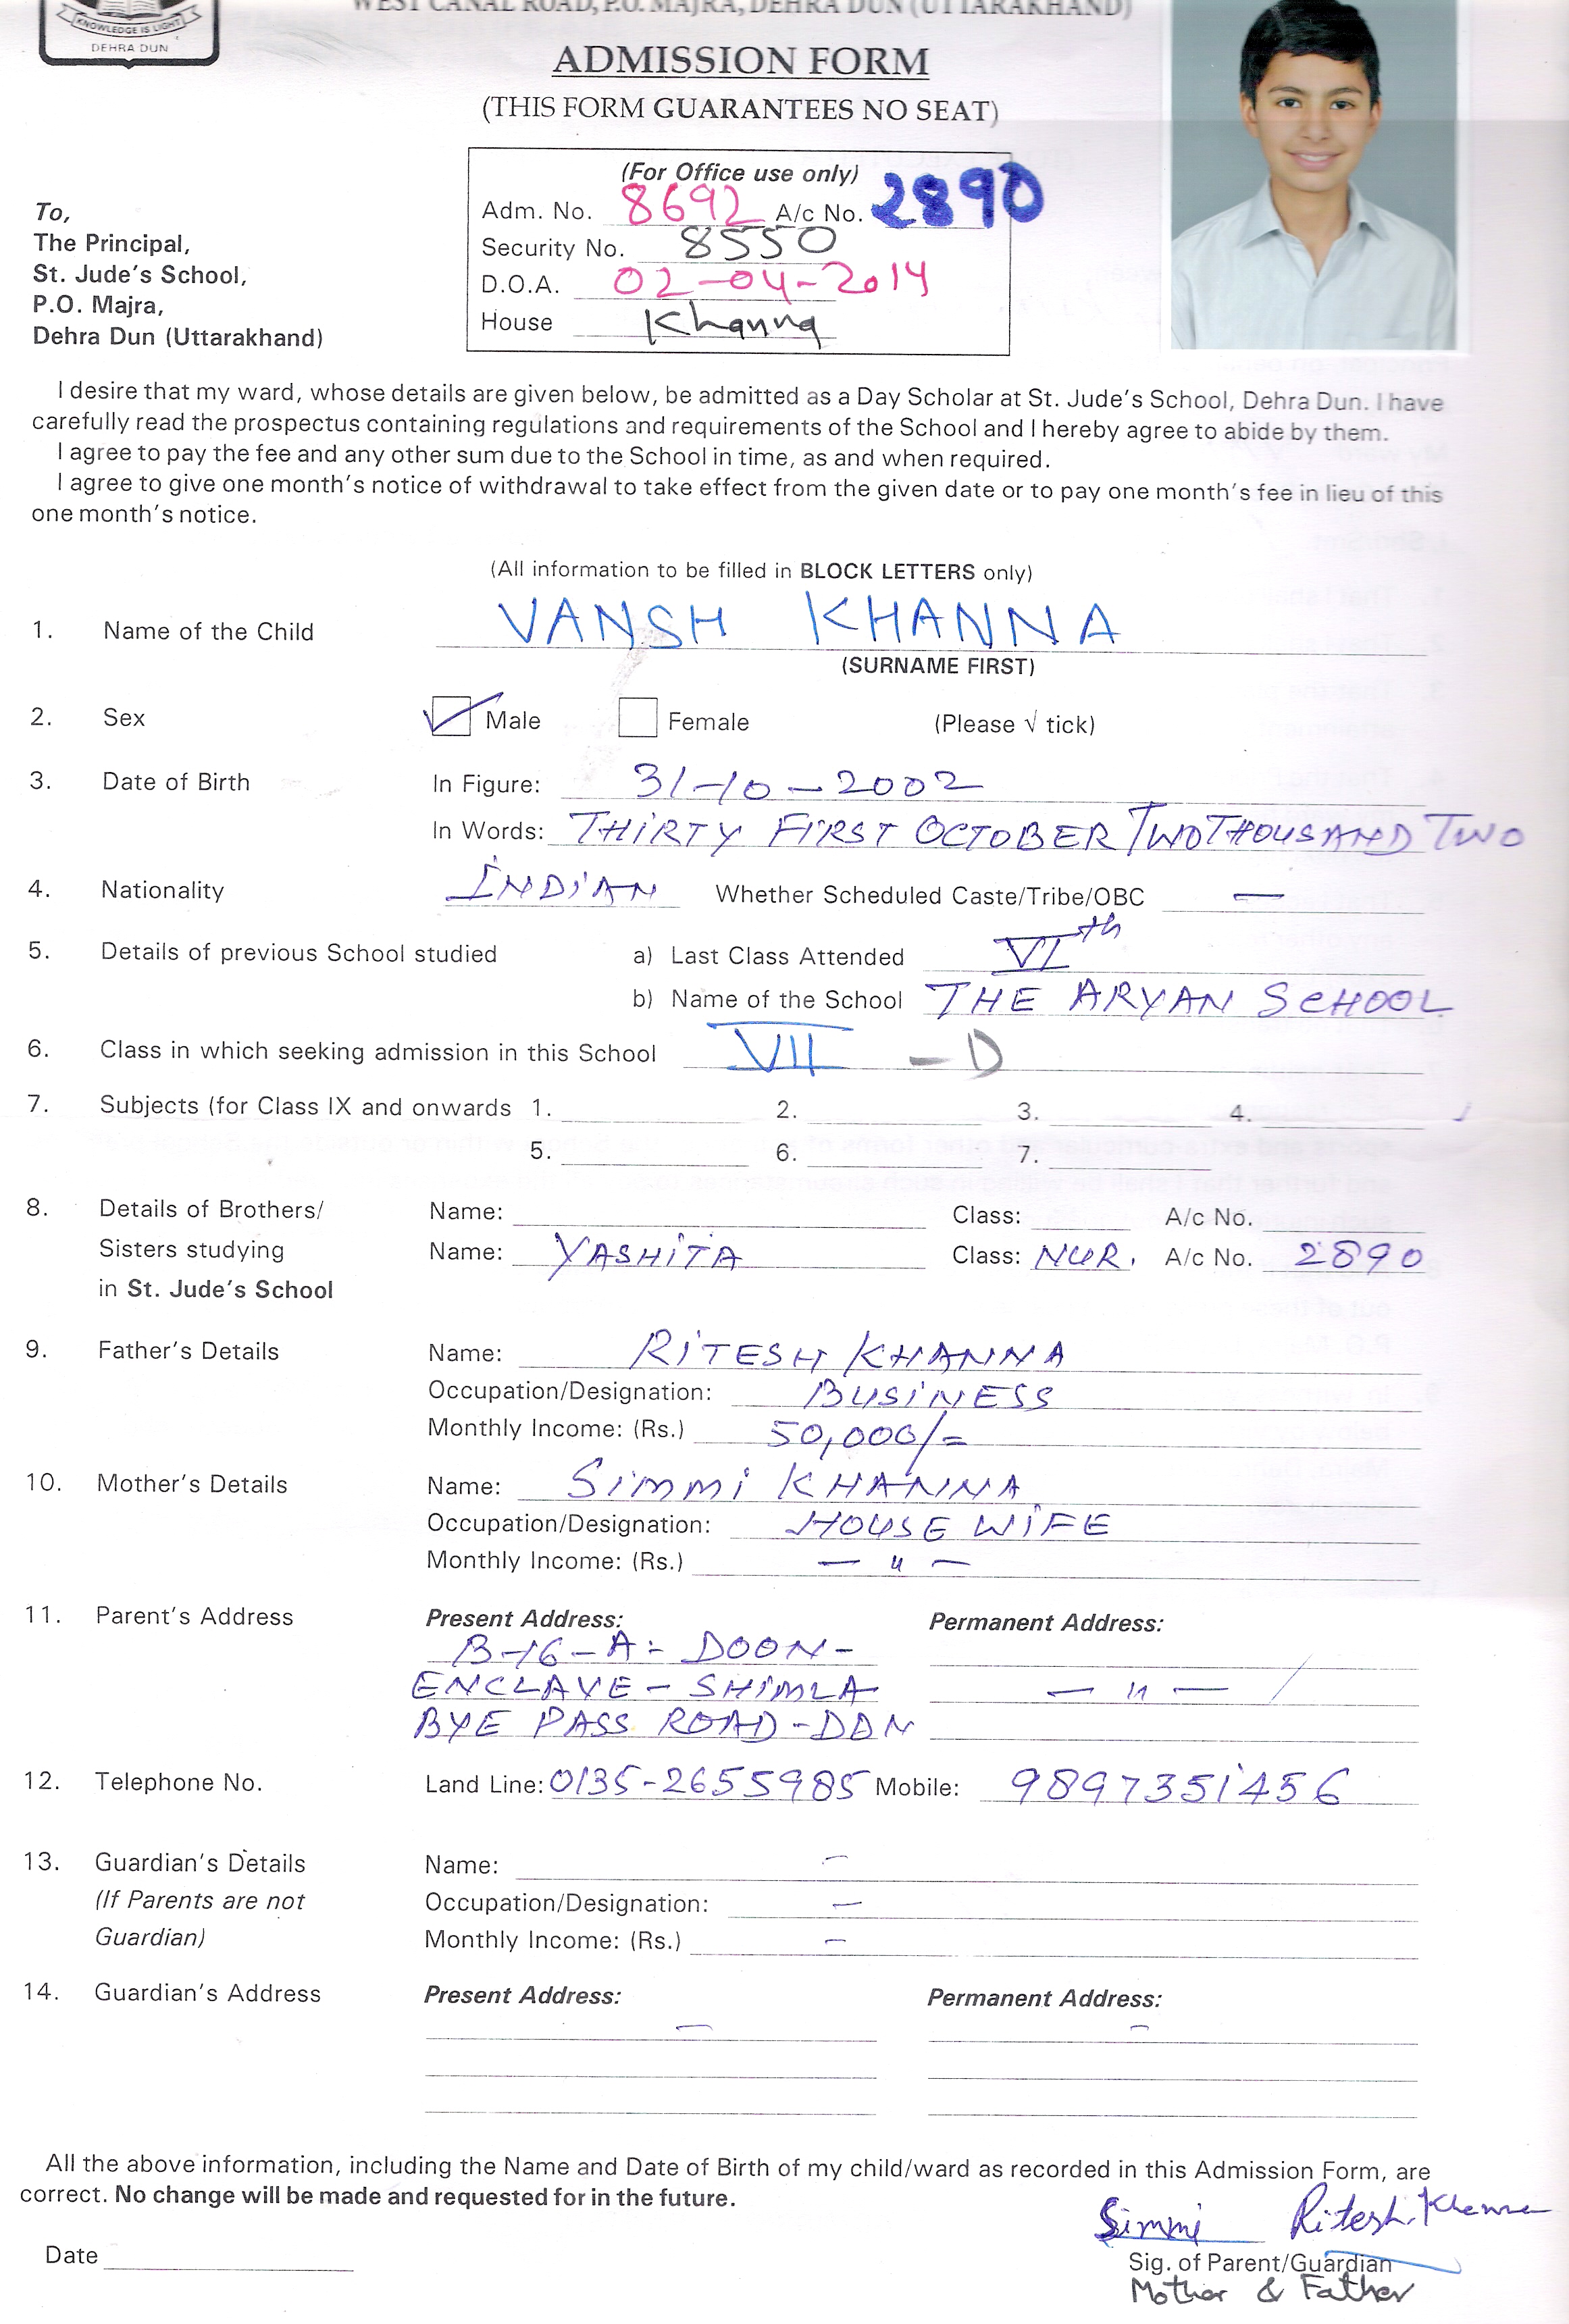 KNOWLEDGE IS LIGHT
DEHRA DUN
WEST CANAL ROAD, P.O. MAJRA, DEHRA DUN (UTTARAKHAND)
ADMISSION FORM
(THIS FORM GUARANTEES NO SEAT)
(For Office use only)
Adm. No. 8692 A/c No. 2890
Security No. 8550
D.O.A. 02-04-2014
House Khanna
To,
The Principal,
St. Jude's School,
P.O. Majra,
Dehra Dun (Uttarakhand)
I desire that my ward, whose details are given below, be admitted as a Day Scholar at St. Jude's School, Dehra Dun. I have
carefully read the prospectus containing regulations and requirements of the School and I hereby agree to abide by them.
I agree to pay the fee and any other sum due to the School in time, as and when required.
I agree to give one month's notice of withdrawal to take effect from the given date or to pay one month's fee in lieu of this
one month's notice.
(All information to be filled in BLOCK LETTERS only)
1. Name of the Child VANSH KHANNA
(SURNAME FIRST)
2. Sex Male Female (Please √ tick)
3. Date of Birth In Figure: 31-10-2002
In Words: THIRTY FIRST OCTOBER TWO THOUSAND TWO
4. Nationality INDIAN Whether Scheduled Caste/Tribe/OBC —
5. Details of previous School studied a) Last Class Attended VIth
b) Name of the School THE ARYAN SCHOOL
6. Class in which seeking admission in this School VII - D
7. Subjects (for Class IX and onwards 1. 2. 3. 4.
5. 6. 7.
8. Details of Brothers/ Name: Class: A/c No.
Sisters studying Name: YASHITA Class: NUR. A/c No. 2890
in St. Jude's School
9. Father's Details Name: RITESH KHANNA
Occupation/Designation: BUSINESS
Monthly Income: (Rs.) 50,000/=
10. Mother's Details Name: SIMMI KHANNA
Occupation/Designation: HOUSE WIFE
Monthly Income: (Rs.) — " —
11. Parent's Address Present Address: Permanent Address:
B-16-A- DOON-
ENCLAVE - SHIMLA — " —
BYE PASS ROAD-DDN
12. Telephone No. Land Line: 0135-2655985 Mobile: 9897351456
13. Guardian's Details Name: —
(If Parents are not Occupation/Designation: —
Guardian) Monthly Income: (Rs.) —
14. Guardian's Address Present Address: Permanent Address:
— —
All the above information, including the Name and Date of Birth of my child/ward as recorded in this Admission Form, are
correct. No change will be made and requested for in the future.
Simmi Ritesh Khanna
Date Sig. of Parent/Guardian
Mother & Father